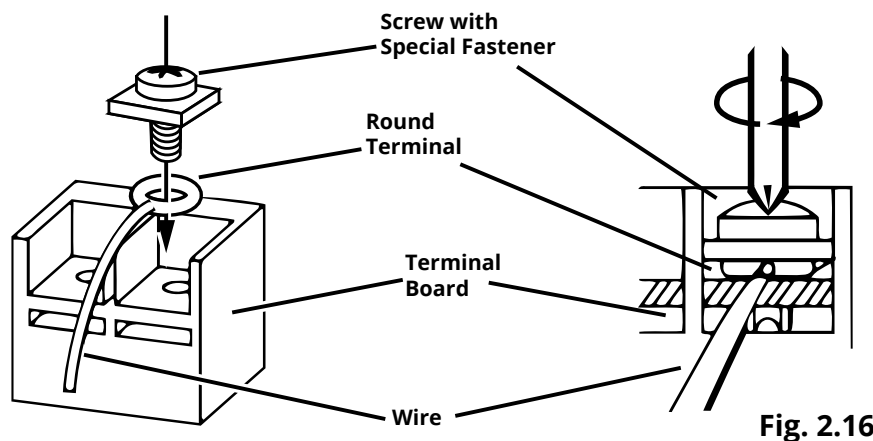 Screw with
Special Fastener
Round
Terminal
Terminal
Board
Wire
Fig. 2.16